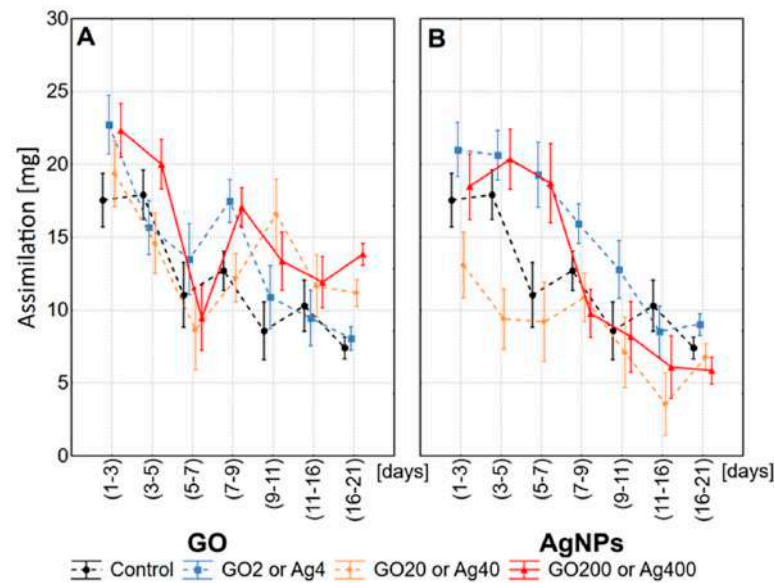 30
25
20
15
10
5
0
Assimilation [mg]
A
B
(1-3)
(3-5)
(5-7)
(7-9)
(9-11)
(11-16)
(16-21)
[days]
(1-3)
(3-5)
(5-7)
(7-9)
(9-11)
(11-16)
(16-21)
[days]
GO
AgNPs
Control GO2 or Ag4 GO20 or Ag40 GO200 or Ag400